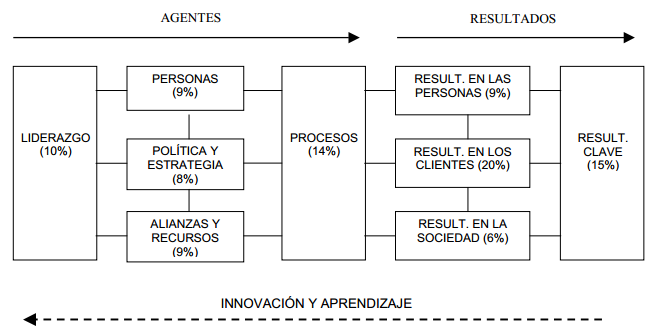 AGENTES
RESULTADOS
LIDERAZGO
(10%)
PERSONAS
(9%)
POLÍTICA Y
ESTRATEGIA
(8%)
ALIANZAS Y
RECURSOS
(9%)
PROCESOS
(14%)
RESULT. EN LAS
PERSONAS (9%)
RESULT. EN LOS
CLIENTES (20%)
RESULT. EN LA
SOCIEDAD (6%)
RESULT.
CLAVE
(15%)
INNOVACIÓN Y APRENDIZAJE